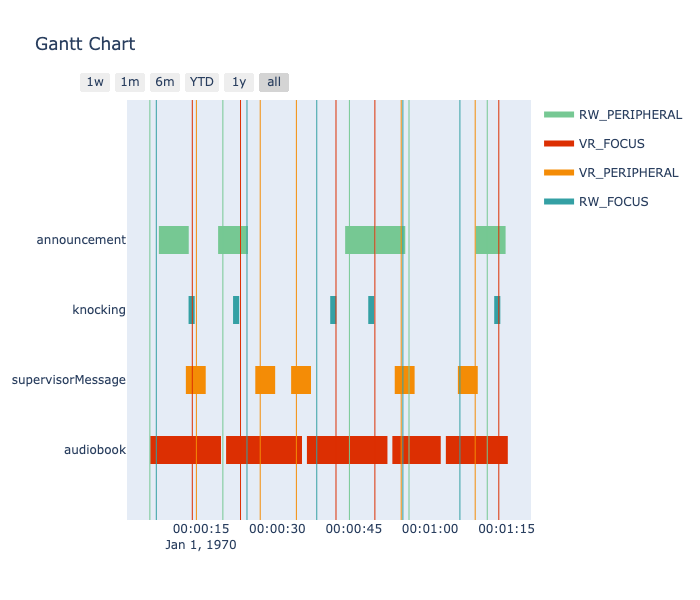 Gantt Chart
1w 1m 6m YTD 1y all
RW_PERIPHERAL
VR_FOCUS
VR_PERIPHERAL
RW_FOCUS
announcement
knocking
supervisorMessage
audiobook
00:00:15 00:00:30 00:00:45 00:01:00 00:01:15
Jan 1, 1970